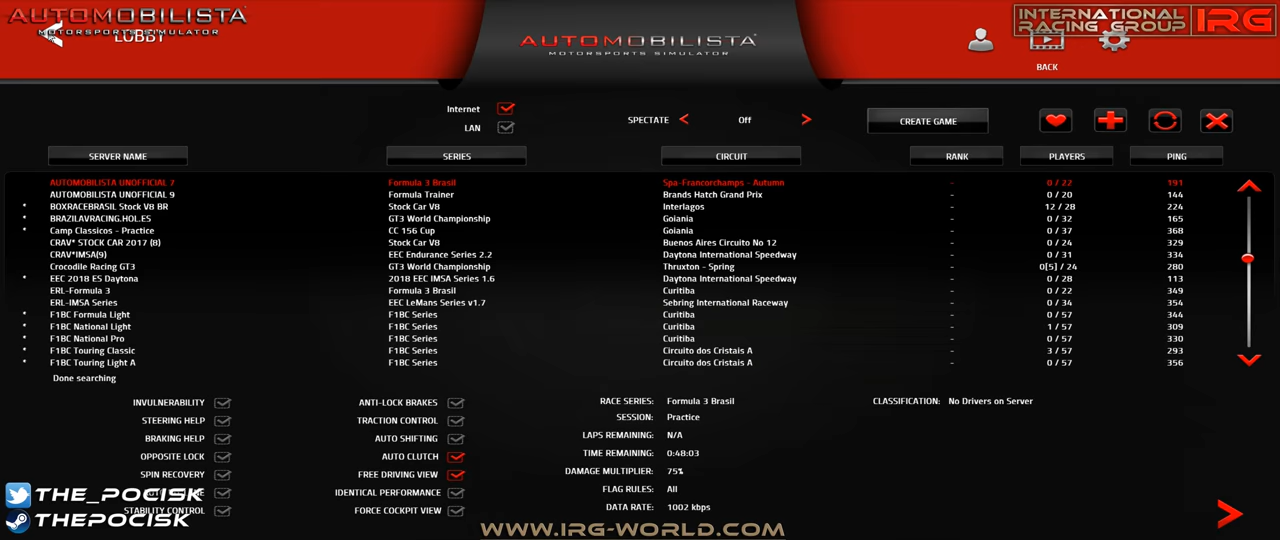 AUTOMOBILISTA
MOTORSPORTS SIMULATOR
LOBBY
AUTOMOBILISTA
MOTORSPORTS SIMULATOR
INTERNATIONAL
RACING GROUP
IRG
BACK
Internet
LAN
SPECTATE
Off
CREATE GAME
SERVER NAME SERIES CIRCUIT RANK PLAYERS PING
AUTOMOBILISTA UNOFFICIAL 7 Formula 3 Brasil Spa-Francorchamps - Autumn - 0 / 22 191
AUTOMOBILISTA UNOFFICIAL 9 Formula Trainer Brands Hatch Grand Prix - 0 / 20 144
* BOXRACEBRASIL Stock V8 BR Stock Car V8 Interlagos - 12 / 28 224
* BRAZILAVRACING.HOL.ES GT3 World Championship Goiania - 0 / 32 165
* Camp Classicos - Practice CC 156 Cup Goiania - 0 / 37 368
CRAV* STOCK CAR 2017 (8) Stock Car V8 Buenos Aires Circuito No 12 - 0 / 24 329
CRAV*IMSA(9) EEC Endurance Series 2.2 Daytona International Speedway - 0 / 31 334
Crocodile Racing GT3 GT3 World Championship Thruxton - Spring - 0[5] / 24 280
* EEC 2018 ES Daytona 2018 EEC IMSA Series 1.6 Daytona International Speedway - 0 / 28 113
ERL-Formula 3 Formula 3 Brasil Curitiba - 0 / 22 349
ERL-IMSA Series EEC LeMans Series v1.7 Sebring International Raceway - 0 / 34 354
* F1BC Formula Light F1BC Series Curitiba - 0 / 57 344
* F1BC National Light F1BC Series Curitiba - 1 / 57 309
* F1BC National Pro F1BC Series Curitiba - 0 / 57 330
* F1BC Touring Classic F1BC Series Circuito dos Cristais A - 3 / 57 293
* F1BC Touring Light A F1BC Series Circuito dos Cristais A - 0 / 57 356
Done searching
INVULNERABILITY
STEERING HELP
BRAKING HELP
OPPOSITE LOCK
SPIN RECOVERY
STABILITY CONTROL
ANTI-LOCK BRAKES
TRACTION CONTROL
AUTO SHIFTING
AUTO CLUTCH
FREE DRIVING VIEW
IDENTICAL PERFORMANCE
FORCE COCKPIT VIEW
RACE SERIES: Formula 3 Brasil
SESSION: Practice
LAPS REMAINING: N/A
TIME REMAINING: 0:48:03
DAMAGE MULTIPLIER: 75%
FLAG RULES: All
DATA RATE: 1002 kbps
CLASSIFICATION: No Drivers on Server
THE_POCISK
THEPOCISK
WWW.IRG-WORLD.COM